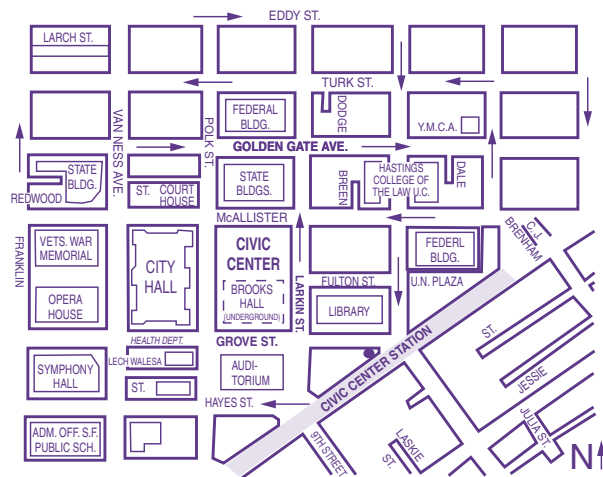 EDDY ST.
LARCH ST.
TURK ST.
FEDERAL
BLDG.
DODGE
Y.M.C.A.
VAN NESS AVE.
POLK ST.
GOLDEN GATE AVE.
STATE
BLDG.
REDWOOD
ST.
COURT
HOUSE
STATE
BLDGS.
BREEN
HASTINGS
COLLEGE
OF THE LAW U.C.
DALE
McALLISTER
FRANKLIN
VETS. WAR
MEMORIAL
CITY
HALL
CIVIC
CENTER
BROOKS
HALL
(UNDERGROUND)
LARKIN ST.
FEDERL
BLDG.
C.J.
BRENHAM
U.N. PLAZA
FULTON ST.
LIBRARY
OPERA
HOUSE
GROVE ST.
HEALTH DEPT.
LECH WALESA
ST.
SYMPHONY
HALL
AUDI-
TORIUM
HAYES ST.
CIVIC CENTER STATION
ST.
JESSIE
JULIA ST.
ADM. OFF. S.F.
PUBLIC SCH.
9TH STREET
LASKIE
ST.
N